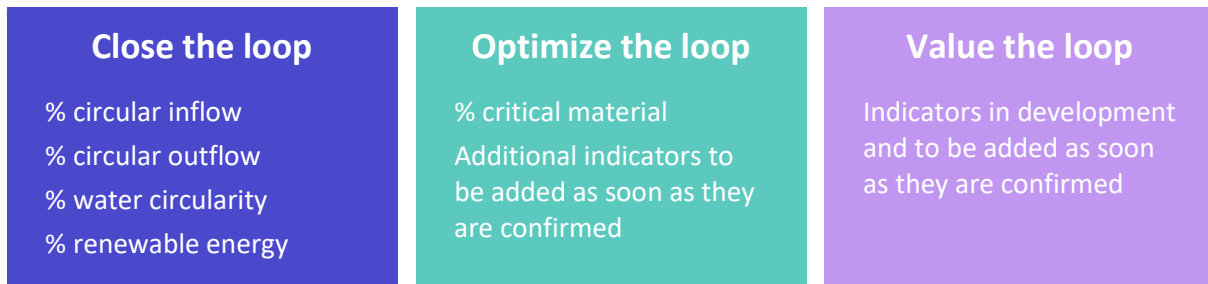 Close the loop
% circular inflow
% circular outflow
% water circularity
% renewable energy
Optimize the loop
% critical material
Additional indicators to
be added as soon as they
are confirmed
Value the loop
Indicators in development
and to be added as soon
as they are confirmed